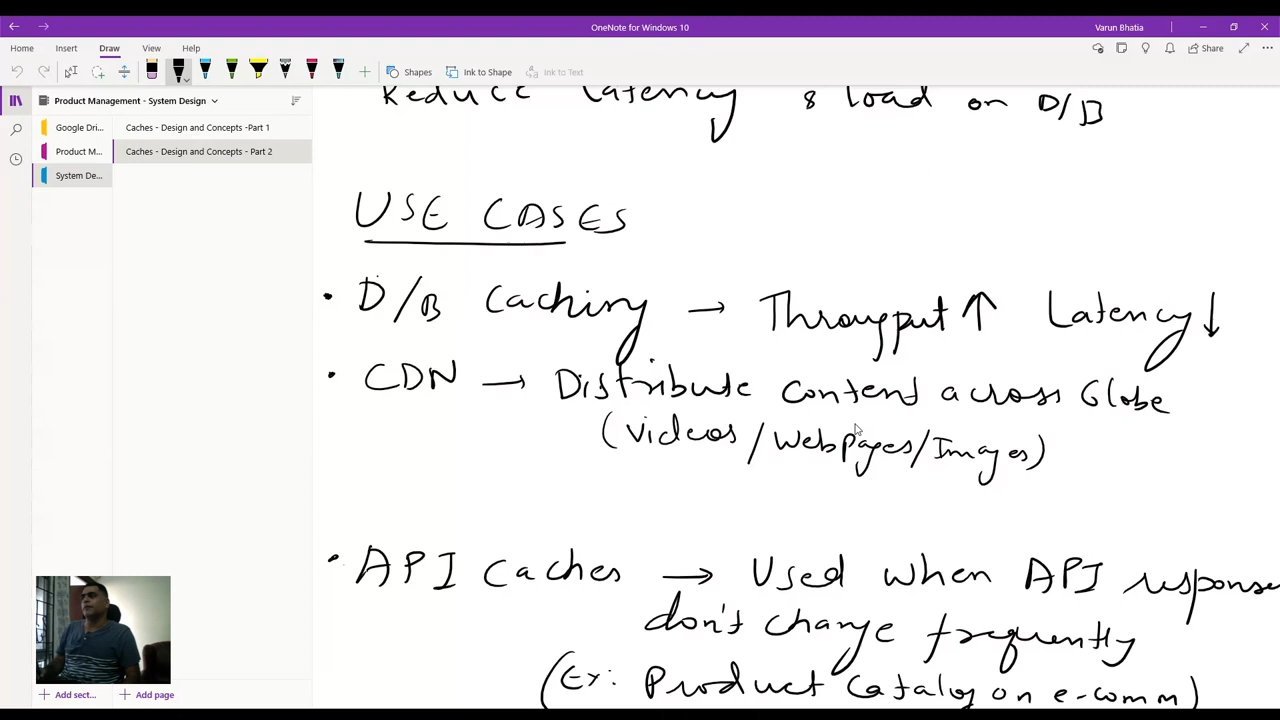 OneNote for Windows 10
Varun Bhatia
Home Insert Draw View Help
Share
Shapes Ink to Shape Ink to Text
Product Management - System Design
Google Dri...
Product M...
System De...
Caches - Design and Concepts -Part 1
Caches - Design and Concepts - Part 2
Reduce latency & load on D/B
USE CASES
• D/B Caching → Througput ↑ Latency ↓
• CDN → Distribute Content across Globe
(Videos/Webpages/Images)
• API Caches → Used when API response
don't change frequently
(Ex: Product Catalog on e-comm)
+ Add sect...
+ Add page